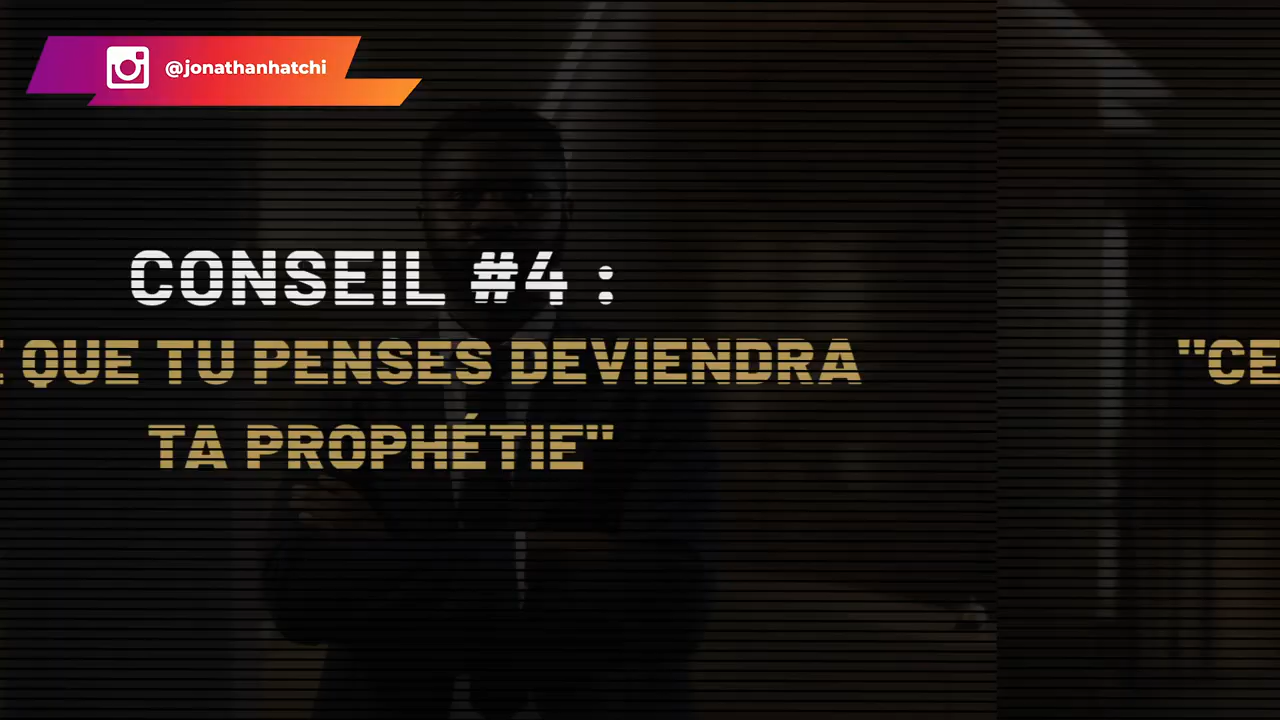 @jonathanhatchi
CONSEIL #4 :
"CE QUE TU PENSES DEVIENDRA
TA PROPHÉTIE"